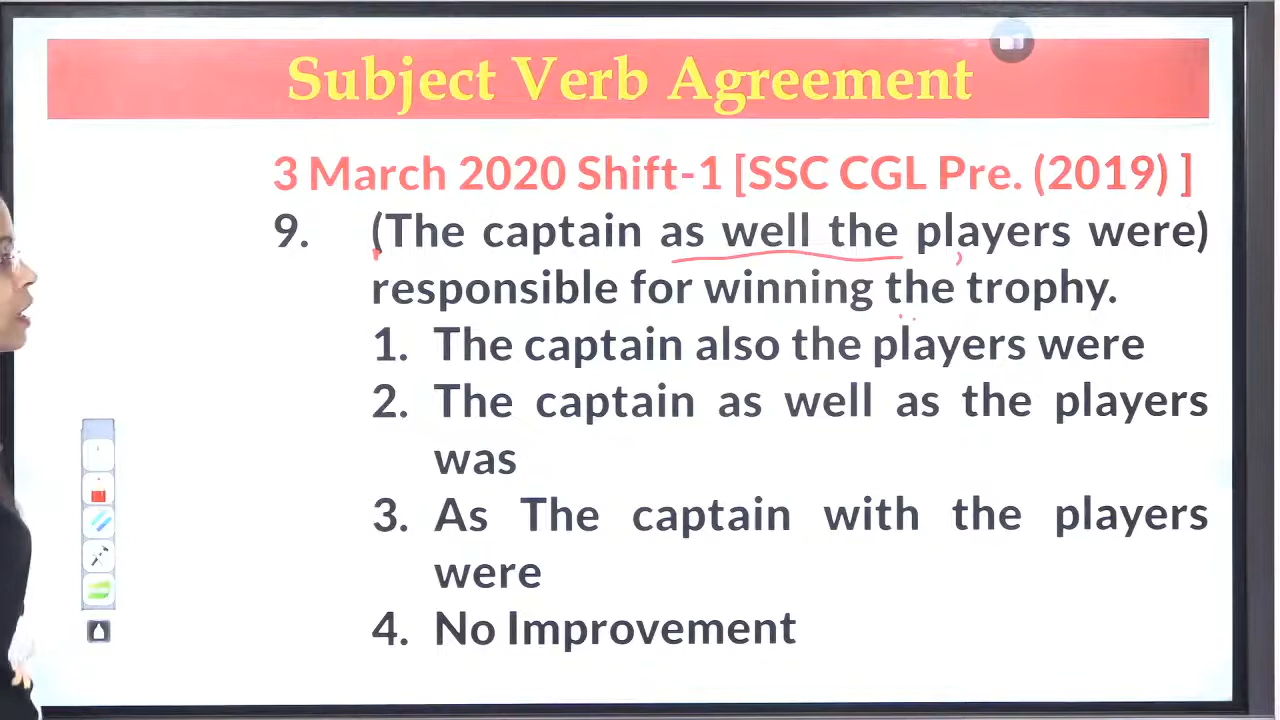 Subject Verb Agreement
3 March 2020 Shift-1 [SSC CGL Pre. (2019) ]
9. (The captain as well the players were)
responsible for winning the trophy.
1. The captain also the players were
2. The captain as well as the players
was
3. As The captain with the players
were
4. No Improvement